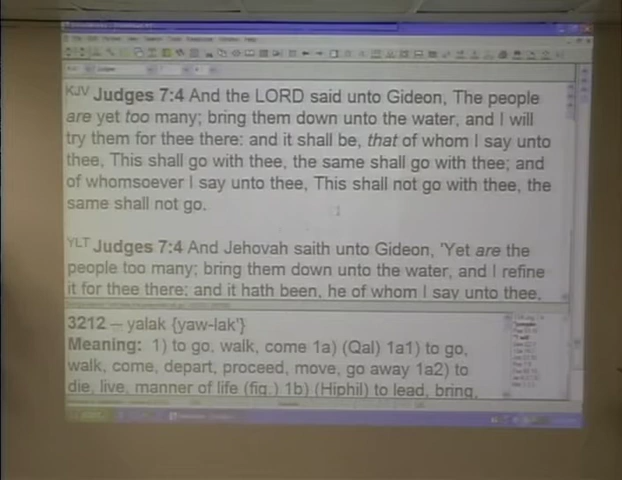 KJV Judges 7:4 And the LORD said unto Gideon, The people
are yet too many; bring them down unto the water, and I will
try them for thee there: and it shall be, that of whom I say unto
thee, This shall go with thee, the same shall go with thee; and
of whomsoever I say unto thee, This shall not go with thee, the
same shall not go.
YLT Judges 7:4 And Jehovah saith unto Gideon, 'Yet are the
people too many; bring them down unto the water, and I refine
it for thee there; and it hath been, he of whom I say unto thee,
3212 – yalak {yaw-lak'}
Meaning: 1) to go, walk, come 1a) (Qal) 1a1) to go,
walk, come, depart, proceed, move, go away 1a2) to
die, live, manner of life (fig.) 1b) (Hiphil) to lead, bring,